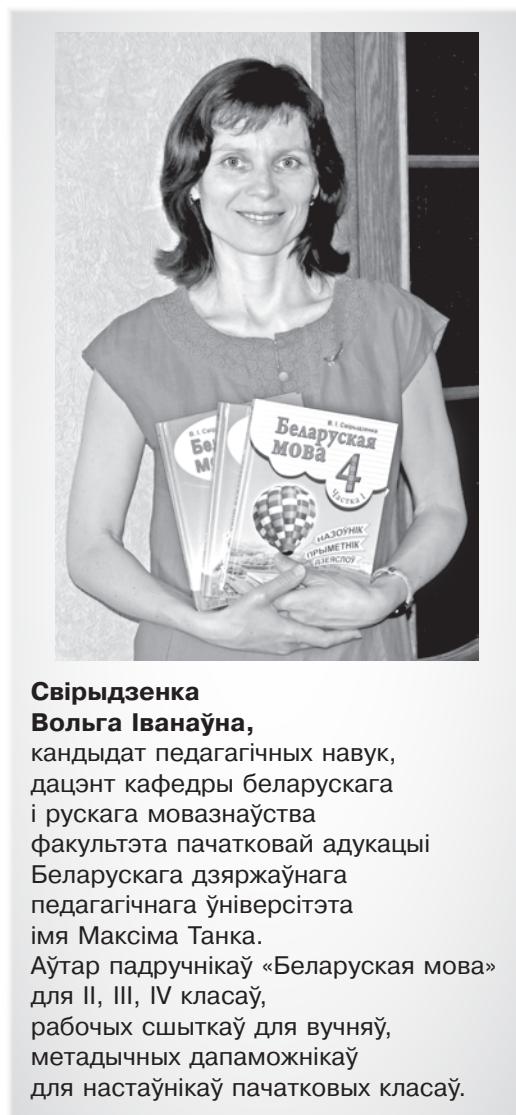 В. І. Свірыдзенка
Беларуская
мова
4
Частка 1
НАЗОЎНІК
ПРЫМЕТНІК
ДЗЕЯСЛОЎ
Свірыдзенка
Вольга Іванаўна,
кандыдат педагагічных навук,
дацэнт кафедры беларускага
і рускага мовазнаўства
факультэта пачатковай адукацыі
Беларускага дзяржаўнага
педагагічнага ўніверсітэта
імя Максіма Танка.
Аўтар падручнікаў «Беларуская мова»
для II, III, IV класаў,
рабочых сшыткаў для вучняў,
метадычных дапаможнікаў
для настаўнікаў пачатковых класаў.